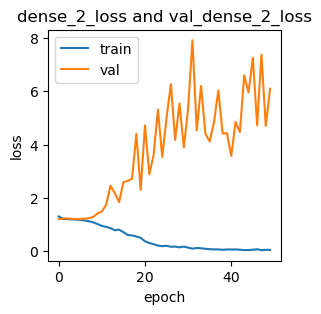 dense_2_loss and val_dense_2_loss
train
val
loss
8
6
4
2
0
0 20 40
epoch